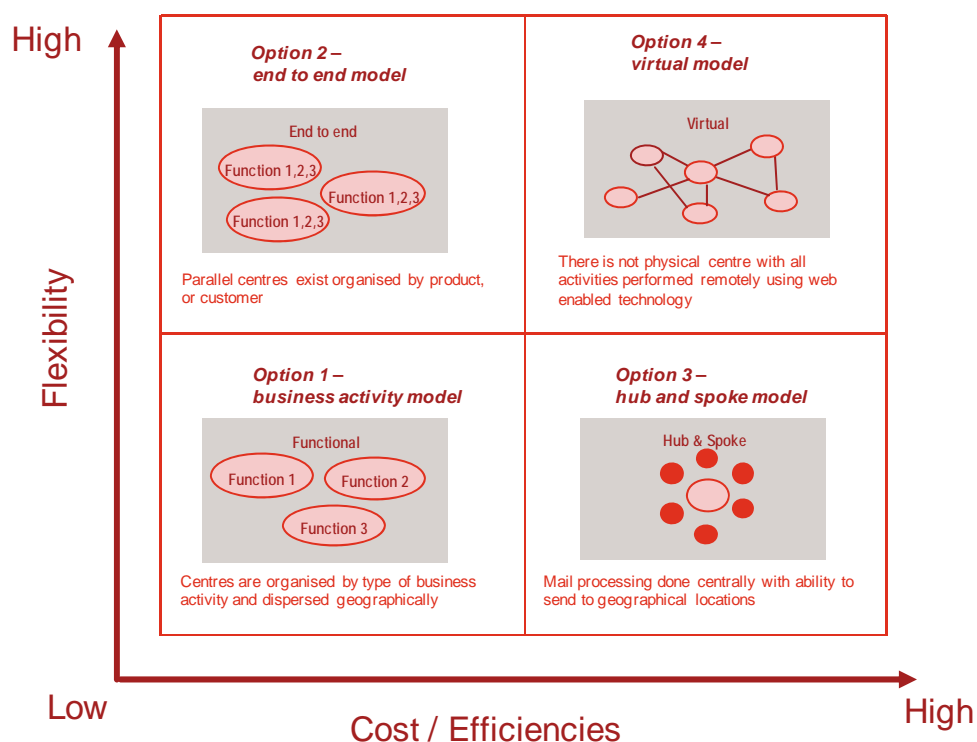 High
Flexibility
Low
Cost / Efficiencies
High
Option 2 –
end to end model
End to end
Function 1,2,3
Function 1,2,3
Function 1,2,3
Parallel centres exist organised by product,
or customer
Option 4 –
virtual model
Virtual
There is not physical centre with all
activities performed remotely using web
enabled technology
Option 1 –
business activity model
Functional
Function 1
Function 2
Function 3
Centres are organised by type of business
activity and dispersed geographically
Option 3 –
hub and spoke model
Hub & Spoke
Mail processing done centrally with ability to
send to geographical locations